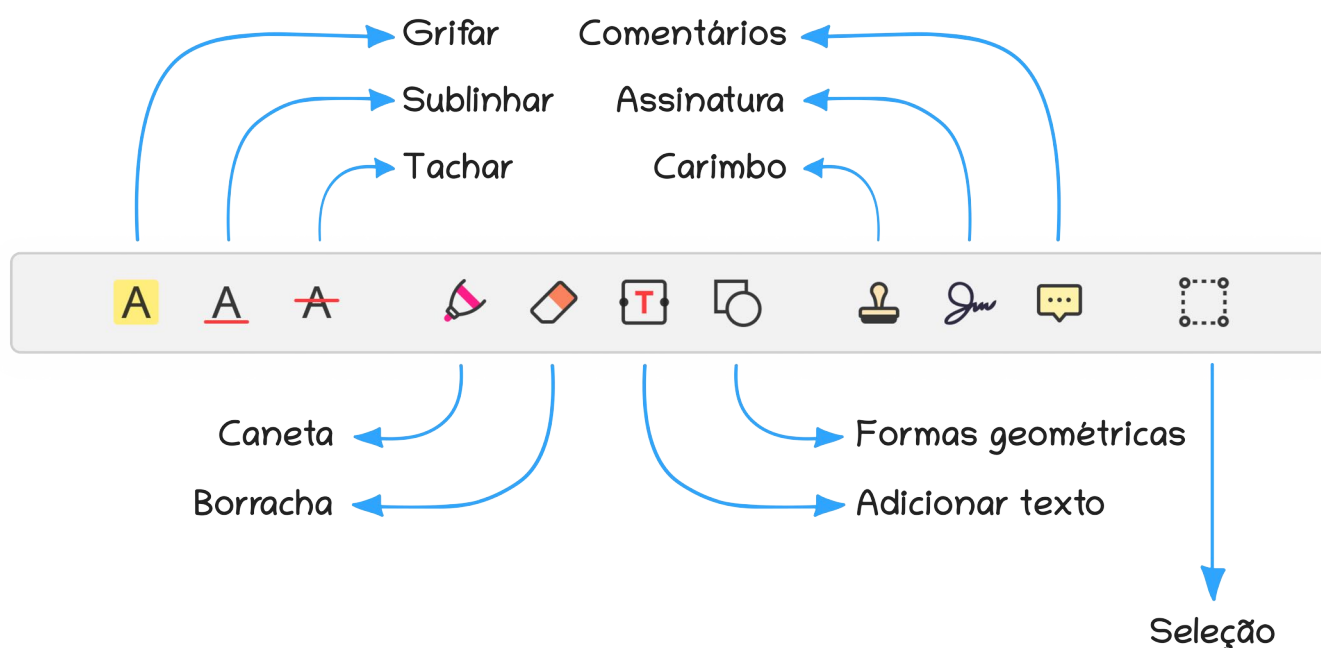 Grifar
Comentários
Sublinhar
Assinatura
Tachar
Carimbo
A
A
A
T
Caneta
Formas geométricas
Borracha
Adicionar texto
Seleção